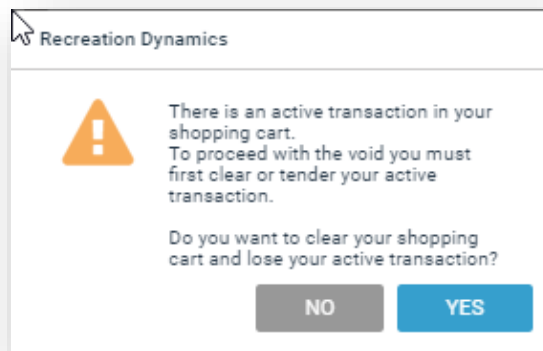 Recreation Dynamics
There is an active transaction in your
shopping cart.
To proceed with the void you must
first clear or tender your active
transaction.
Do you want to clear your shopping
cart and lose your active transaction?
NO
YES